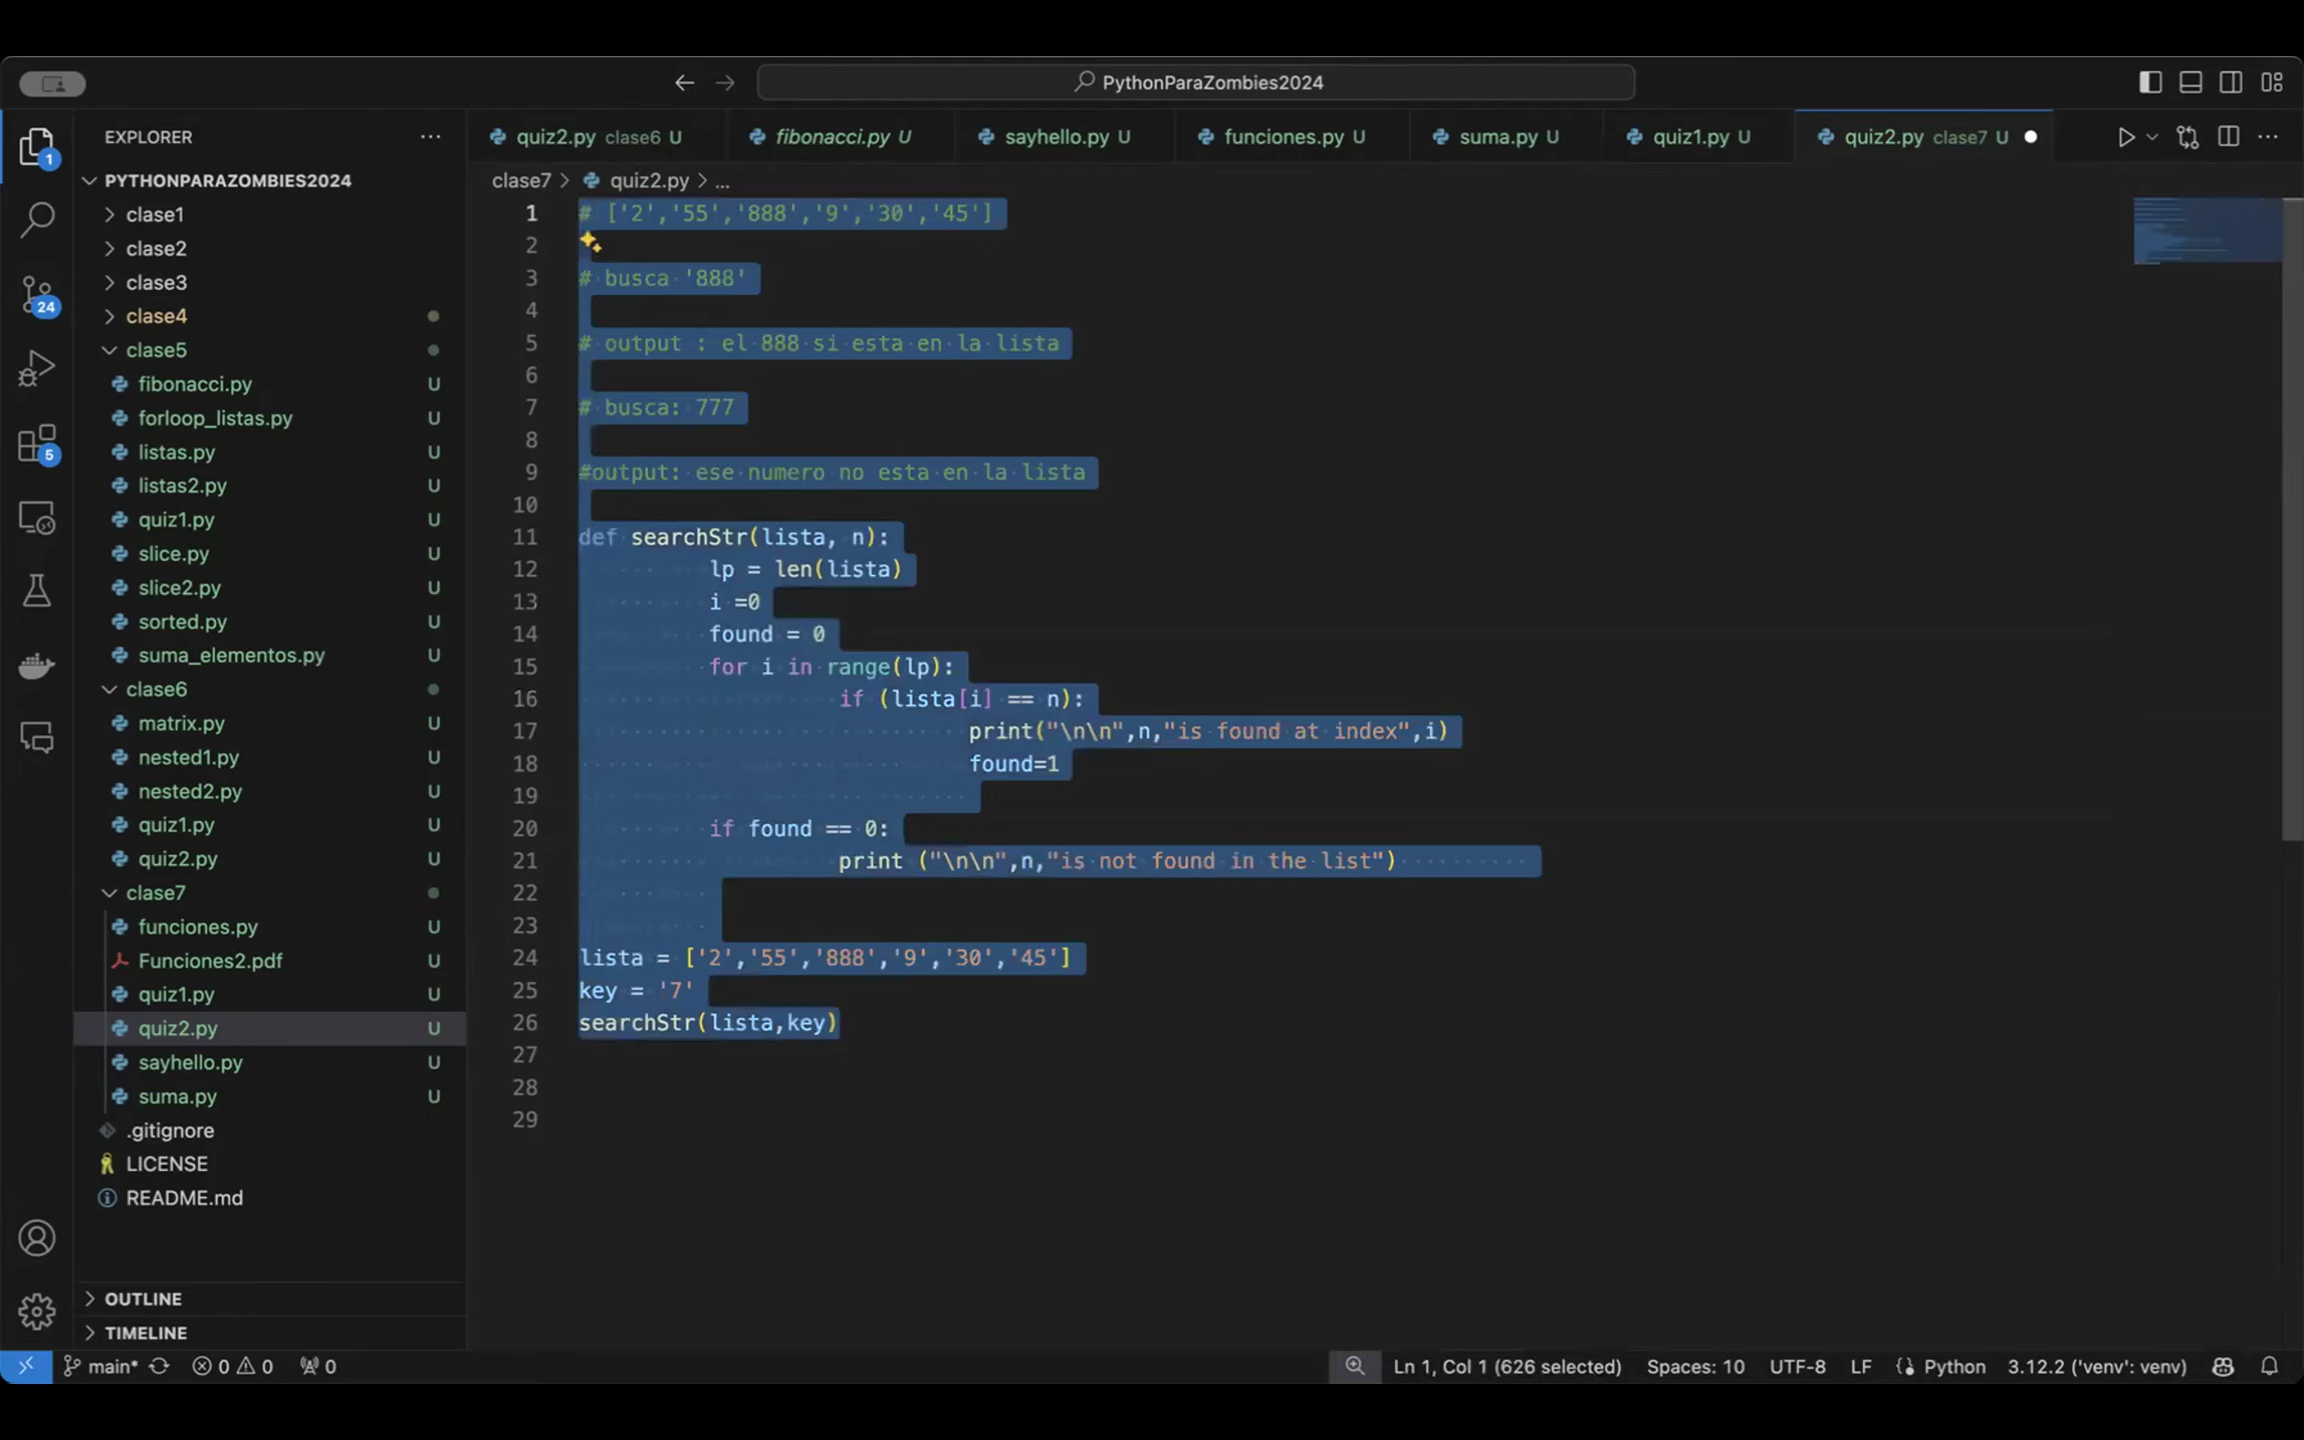 PythonParaZombies2024
EXPLORER
quiz2.py clase6 U
fibonacci.py U
sayhello.py U
funciones.py U
suma.py U
quiz1.py U
quiz2.py clase7 U
clase7 > quiz2.py > ...
1
24
5
PYTHONPARAZOMBIES2024
clase1
clase2
clase3
clase4
clase5
fibonacci.py U
forloop_listas.py U
listas.py U
listas2.py U
quiz1.py U
slice.py U
slice2.py U
sorted.py U
suma_elementos.py U
clase6
matrix.py U
nested1.py U
nested2.py U
quiz1.py U
quiz2.py U
clase7
funciones.py U
Funciones2.pdf U
quiz1.py U
quiz2.py U
sayhello.py U
suma.py U
.gitignore
LICENSE
README.md
OUTLINE
TIMELINE
1 # ['2','55','888','9','30','45']
2
3 # busca '888'
4
5 # output : el 888 si esta en la lista
6
7 # busca: 777
8
9 #output: ese numero no esta en la lista
10
11 def searchStr(lista, n):
12 lp = len(lista)
13 i =0
14 found = 0
15 for i in range(lp):
16 if (lista[i] == n):
17 print("\n\n",n,"is found at index",i)
18 found=1
19
20 if found == 0:
21 print ("\n\n",n,"is not found in the list")
22
23
24 lista = ['2','55','888','9','30','45']
25 key = '7'
26 searchStr(lista,key)
27
28
29
main* 0 0 0 Ln 1, Col 1 (626 selected) Spaces: 10 UTF-8 LF Python 3.12.2 ('venv': venv)